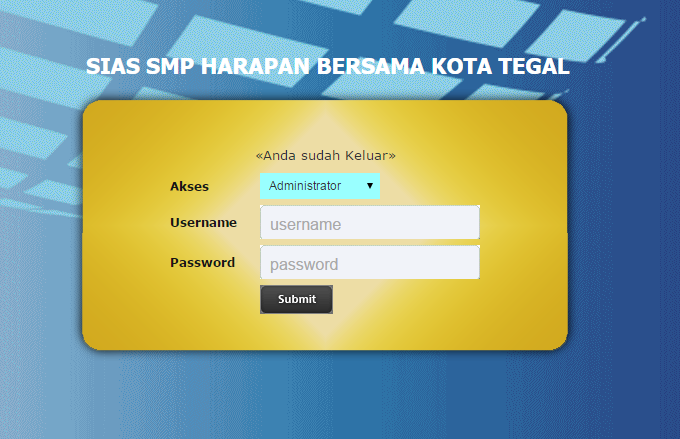 SIAS SMP HARAPAN BERSAMA KOTA TEGAL
«Anda sudah Keluar»
Akses Administrator
Username username
Password password
Submit